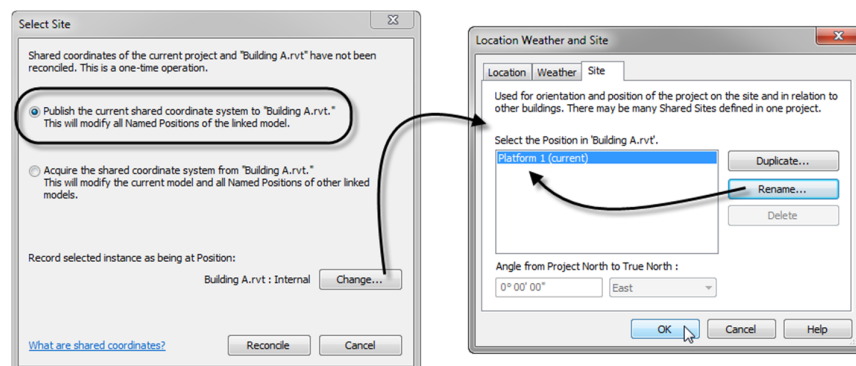 Select Site
Shared coordinates of the current project and "Building A.rvt" have not been
reconciled. This is a one-time operation.
Publish the current shared coordinate system to "Building A.rvt."
This will modify all Named Positions of the linked model.
Acquire the shared coordinate system from "Building A.rvt."
This will modify the current model and all Named Positions of other linked
models.
Record selected instance as being at Position:
Building A.rvt : Internal
Change...
What are shared coordinates?
Reconcile
Cancel
Location Weather and Site
Location
Weather
Site
Used for orientation and position of the project on the site and in relation to
other buildings. There may be many Shared Sites defined in one project.
Select the Position in 'Building A.rvt'.
Platform 1 (current)
Duplicate...
Rename...
Delete
Angle from Project North to True North :
0° 00' 00"
East
OK
Cancel
Help